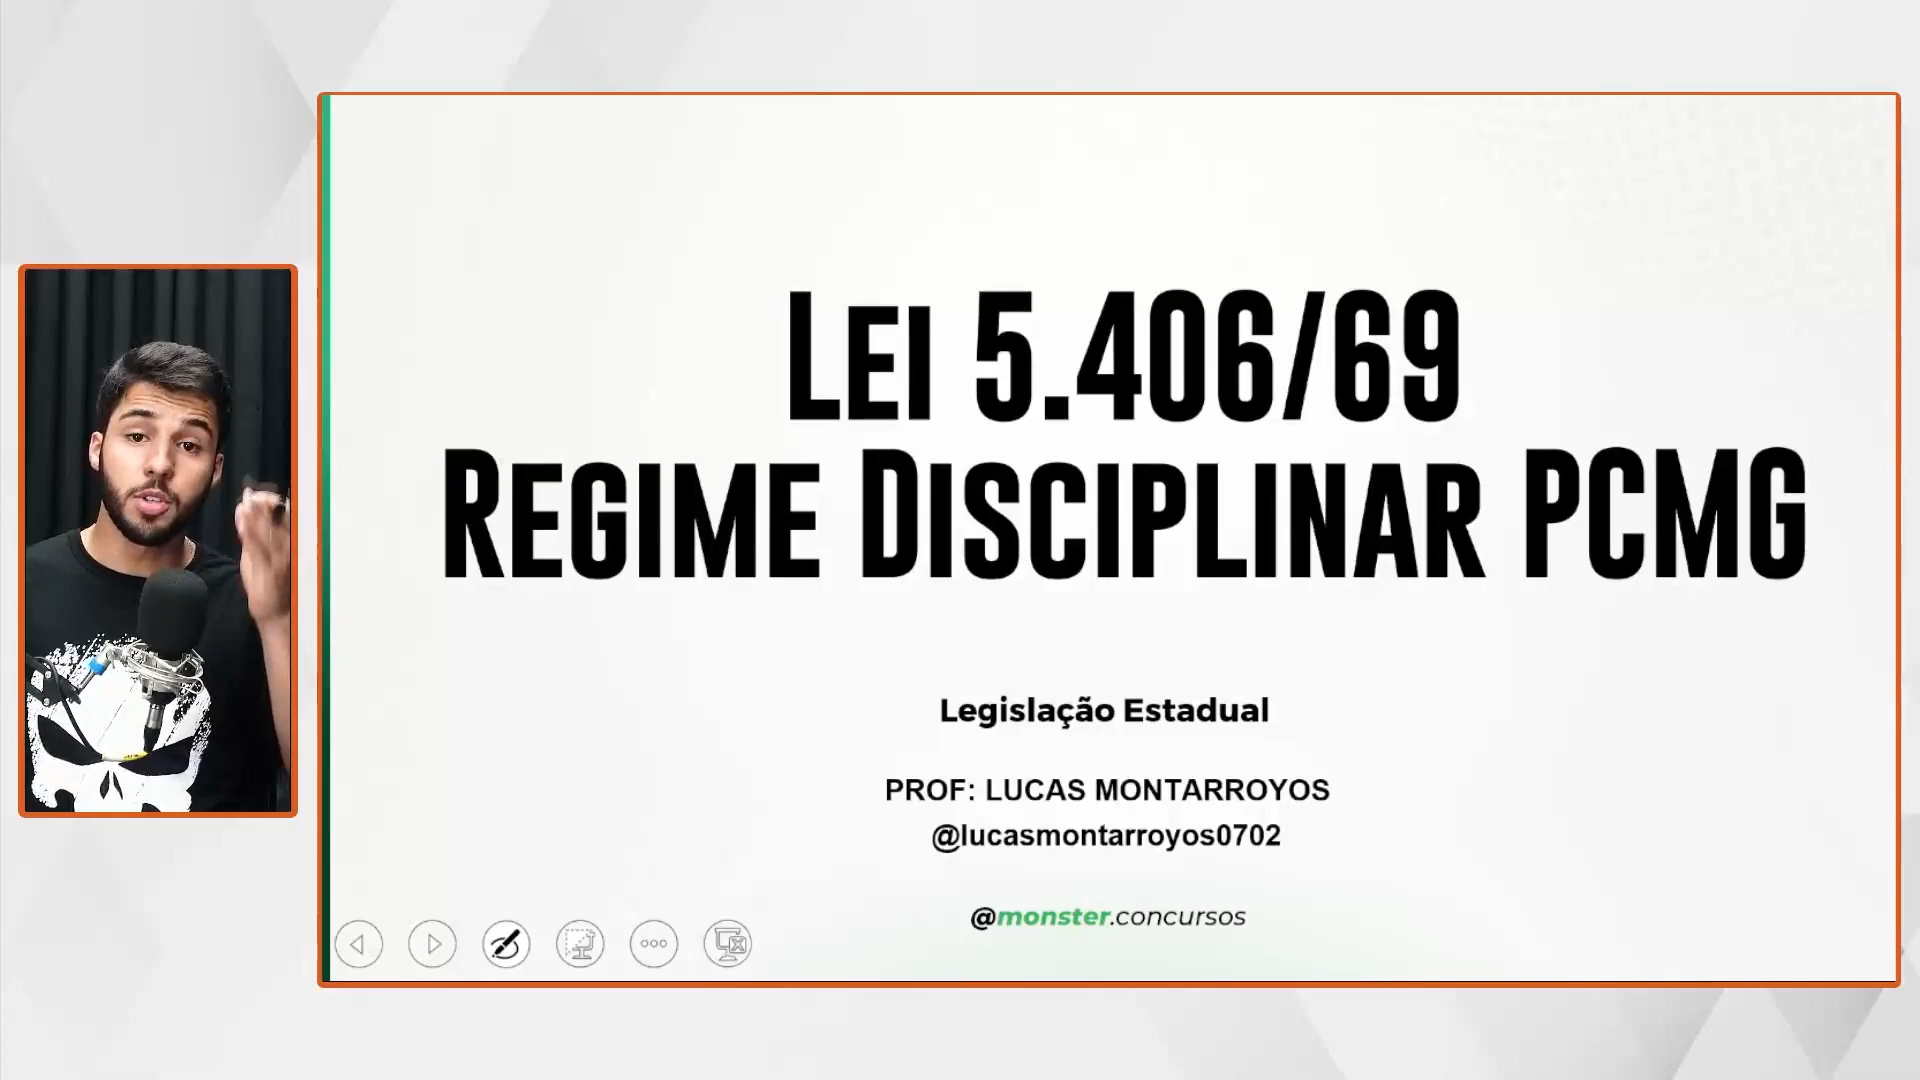 LEI 5.406/69
REGIME DISCIPLINAR PCMG
Legislação Estadual
PROF: LUCAS MONTARROYOS
@lucasmontarroyos0702
@monster.concursos